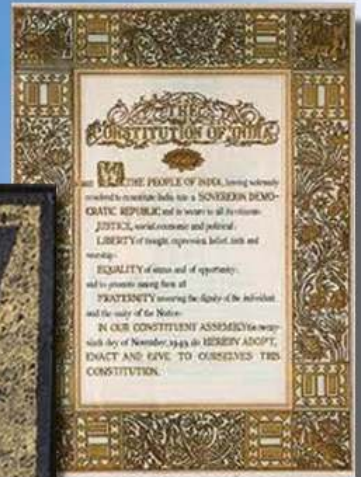 THE
CONSTITUTION OF INDIA
WE, THE PEOPLE OF INDIA, having solemnly
resolved to constitute India into a SOVEREIGN DEMO-
CRATIC REPUBLIC and to secure to all its citizens:
JUSTICE, social, economic and political;
LIBERTY of thought, expression, belief, faith and
worship;
EQUALITY of status and of opportunity;
and to promote among them all
FRATERNITY assuring the dignity of the individual
and the unity of the Nation;
IN OUR CONSTITUENT ASSEMBLY this twenty-
sixth day of November, 1949, do HEREBY ADOPT,
ENACT AND GIVE TO OURSELVES THIS
CONSTITUTION.